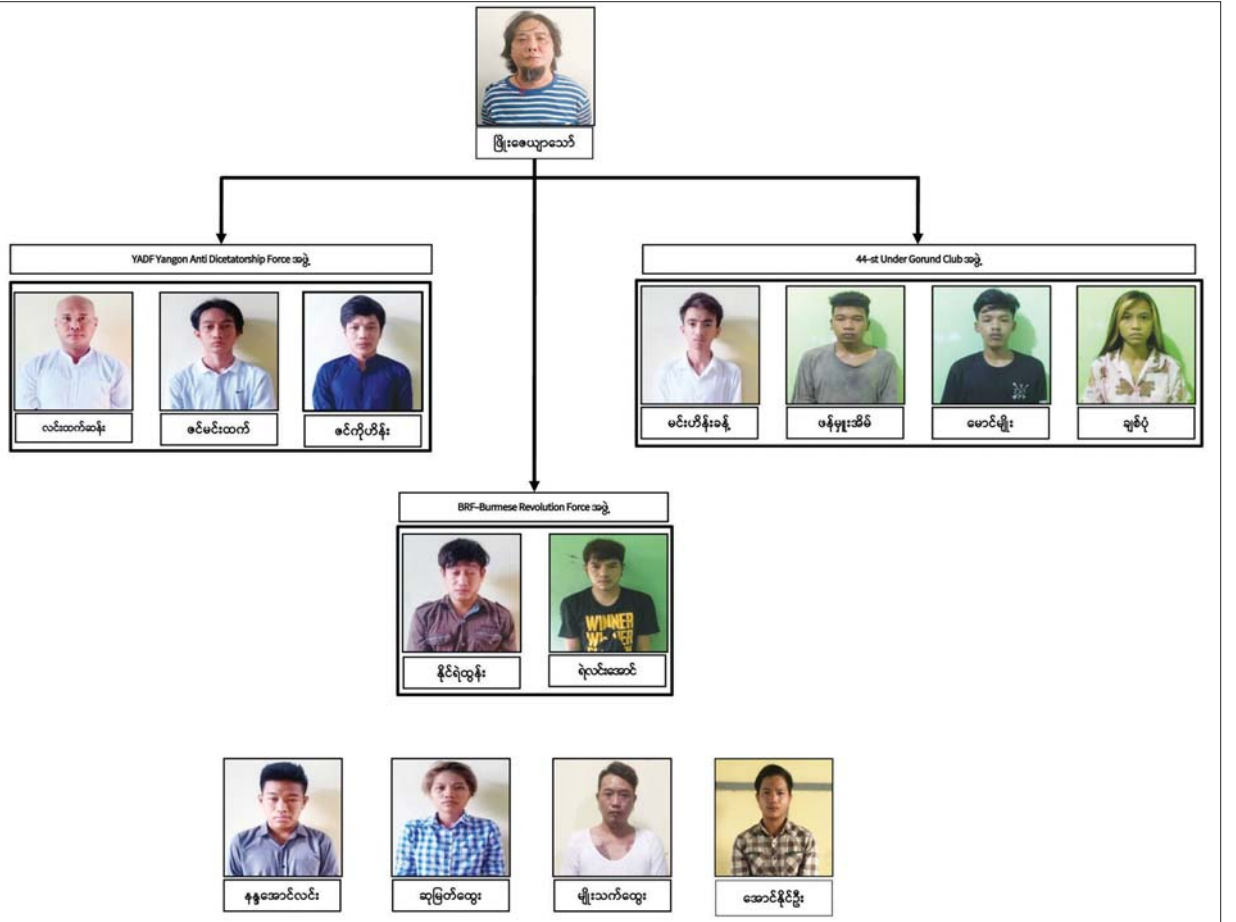 ဖြိုးဇေယျာသော်
YADF Yangon Anti Dicetatorship Force အဖွဲ့
44-st Under Gorund Club အဖွဲ့
လင်းထက်ဆန်း
ဇင်မင်းထက်
ဇင်ကိုဟိန်း
မင်းဟိန်းခန့်
ဖန်မှူးအိမ်
မောင်မျိုး
ချစ်ပုံ
BRF–Burmese Revolution Force အဖွဲ့
WINNER
နိုင်ရဲထွန်း
ရဲလင်းအောင်
နန္ဒအောင်လင်း
ဆုမြတ်ထွေး
မျိုးသက်ထွေး
အောင်နိုင်ဦး